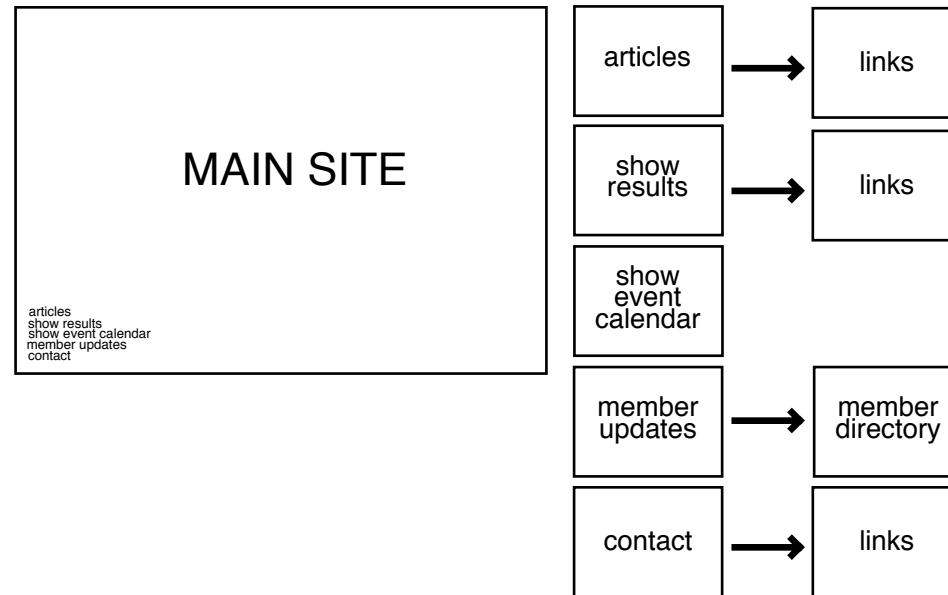 MAIN SITE
articles
show results
show event calendar
member updates
contact
articles
links
show
results
links
show
event
calendar
member
updates
member
directory
contact
links